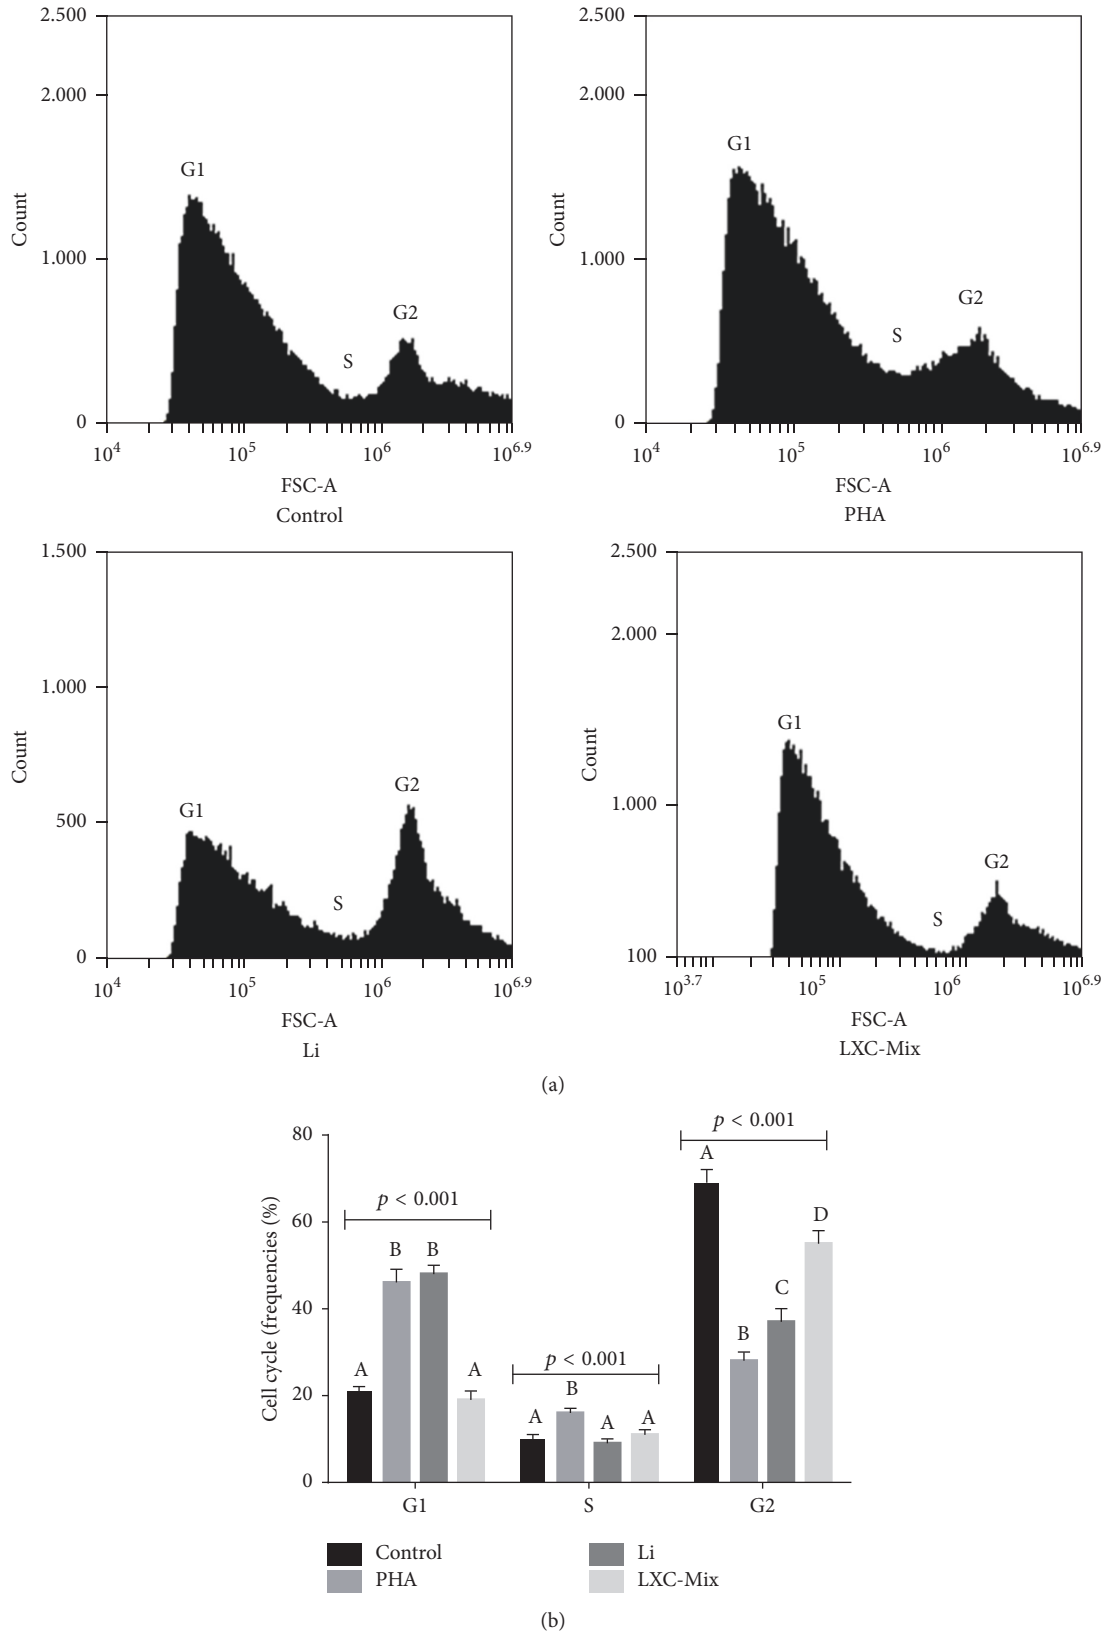 2.500
2.000
1.000
0
Count
G1
S
G2
10^4
10^5
10^6
10^6.9
FSC-A
Control
2.500
2.000
1.000
0
Count
G1
S
G2
10^4
10^5
10^6
10^6.9
FSC-A
PHA
1.500
1.000
500
0
Count
G1
S
G2
10^4
10^5
10^6
10^6.9
FSC-A
Li
2.500
2.000
1.000
100
Count
G1
S
G2
10^3.7
10^5
10^6
10^6.9
FSC-A
LXC-Mix
(a)
80
60
40
20
0
Cell cycle (frequencies (%)
p < 0.001
A
B
B
A
p < 0.001
A
B
A
A
p < 0.001
A
B
C
D
G1
S
G2
Control
PHA
Li
LXC-Mix
(b)